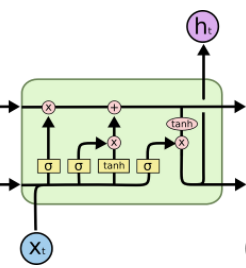 hₜ
x +
tanh
x x
σ σ tanh σ
Xₜ